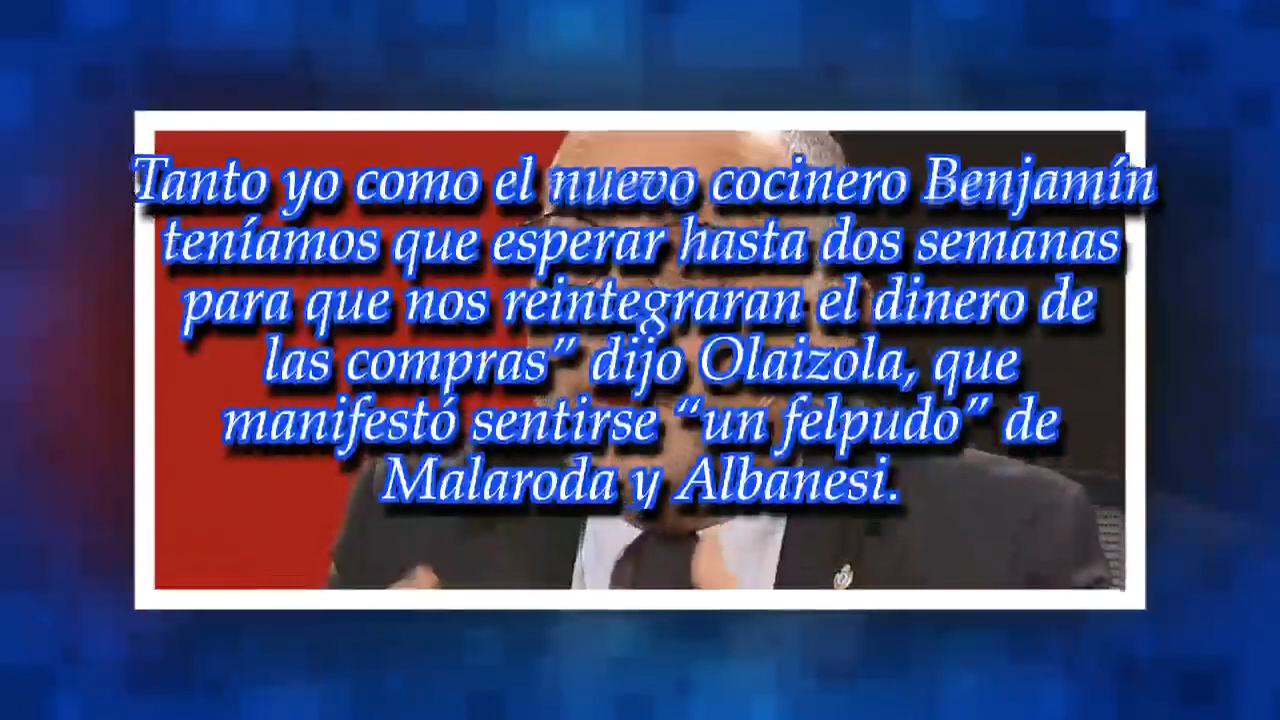 Tanto yo como el nuevo cocinero Benjamín
teníamos que esperar hasta dos semanas
para que nos reintegraran el dinero de
las compras” dijo Olaizola, que
manifestó sentirse “un felpudo” de
Malaroda y Albanesi.